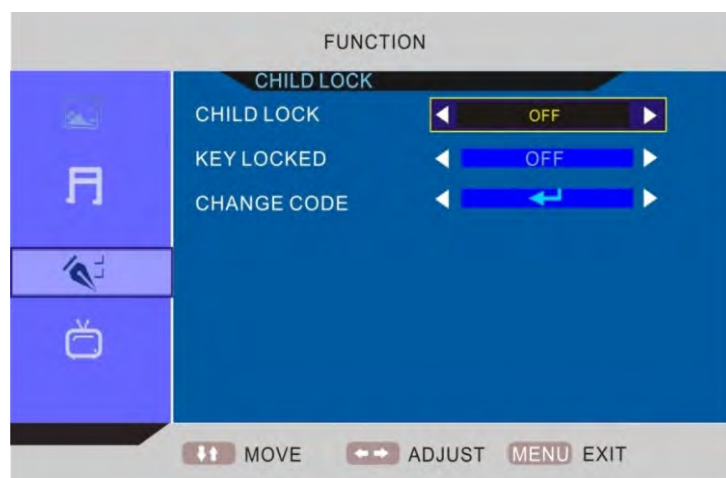 FUNCTION
CHILD LOCK
CHILD LOCK OFF
KEY LOCKED OFF
CHANGE CODE
MOVE ADJUST MENU EXIT